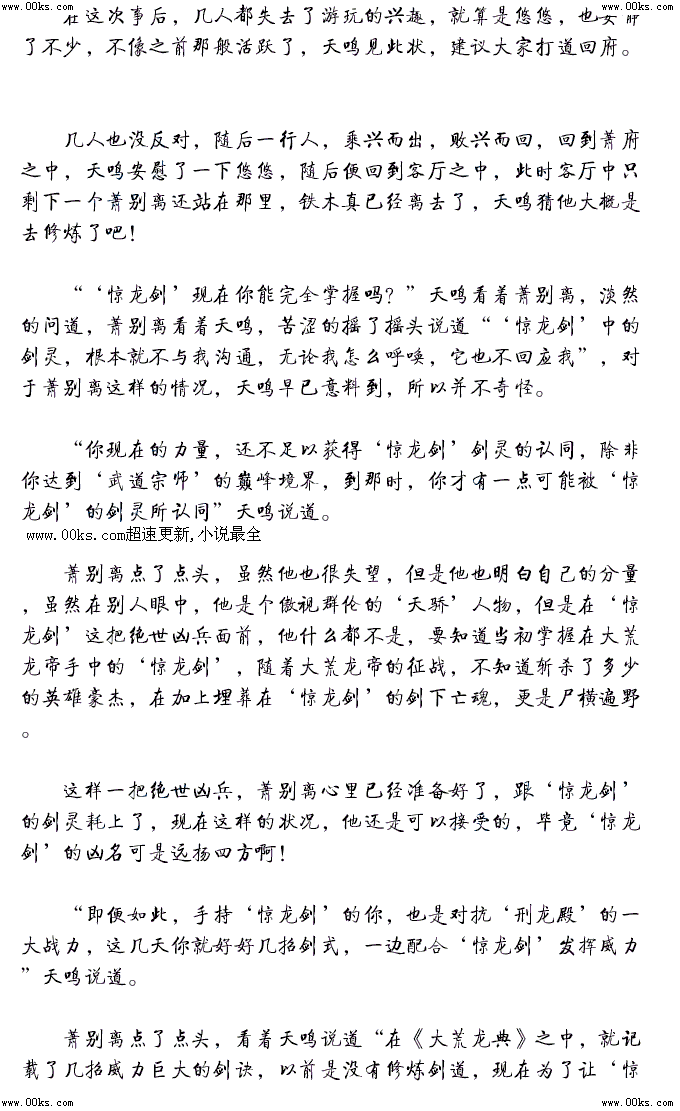 www.00ks.com www.00ks.com
在这次事后，几人都失去了游玩的兴趣，就算是悠悠，也安静
了不少，不像之前那般活跃了，天鸣见此状，建议大家打道回府。
几人也没反对，随后一行人，乘兴而出，败兴而回，回到萧府
之中，天鸣安慰了一下悠悠，随后便回到客厅之中，此时客厅中只
剩下一个萧别离还站在那里，铁木真已经离去了，天鸣猜他大概是
去修炼了吧！
“‘惊龙剑’现在你能完全掌握吗？”天鸣看着萧别离，淡然
的问道，萧别离看着天鸣，苦涩的摇了摇头说道“‘惊龙剑’中的
剑灵，根本就不与我沟通，无论我怎么呼唤，它也不回应我”，对
于萧别离这样的情况，天鸣早已意料到，所以并不奇怪。
“你现在的力量，还不足以获得‘惊龙剑’剑灵的认同，除非
你达到‘武道宗师’的巅峰境界，到那时，你才有一点可能被‘惊
龙剑’的剑灵所认同”天鸣说道。
www.00ks.com超速更新,小说最全
萧别离点了点头，虽然他也很失望，但是他也明白自己的分量
，虽然在别人眼中，他是个傲视群伦的‘天骄’人物，但是在‘惊
龙剑’这把绝世凶兵面前，他什么都不是，要知道当初掌握在大荒
龙帝手中的‘惊龙剑’，随着大荒龙帝的征战，不知道斩杀了多少
的英雄豪杰，在加上埋葬在‘惊龙剑’的剑下亡魂，更是尸横遍野
。
这样一把绝世凶兵，萧别离心里已经准备好了，跟‘惊龙剑’
的剑灵耗上了，现在这样的状况，他还是可以接受的，毕竟‘惊龙
剑’的凶名可是远扬四方啊！
“即便如此，手持‘惊龙剑’的你，也是对抗‘刑龙殿’的一
大战力，这几天你就好好几招剑式，一边配合‘惊龙剑’发挥威力
”天鸣说道。
萧别离点了点头，看着天鸣说道“在《大荒龙典》之中，就记
载了几招威力巨大的剑诀，以前是没有修炼剑道，现在为了让‘惊
www.00ks.com www.00ks.com